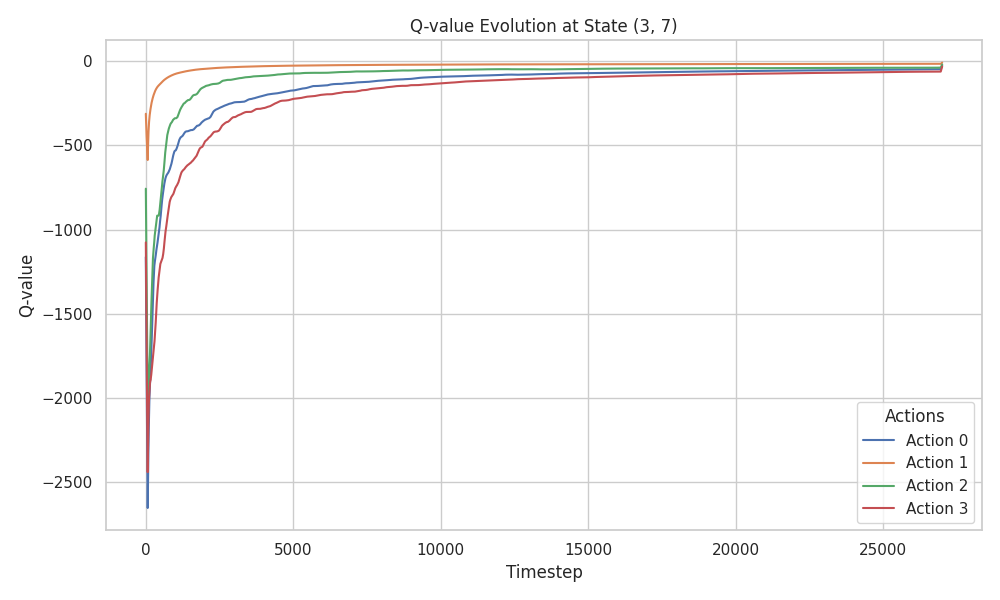 Q-value Evolution at State (3, 7)
Q-value
0
−500
−1000
−1500
−2000
−2500
0
5000
10000
15000
20000
25000
Timestep
Actions
Action 0
Action 1
Action 2
Action 3